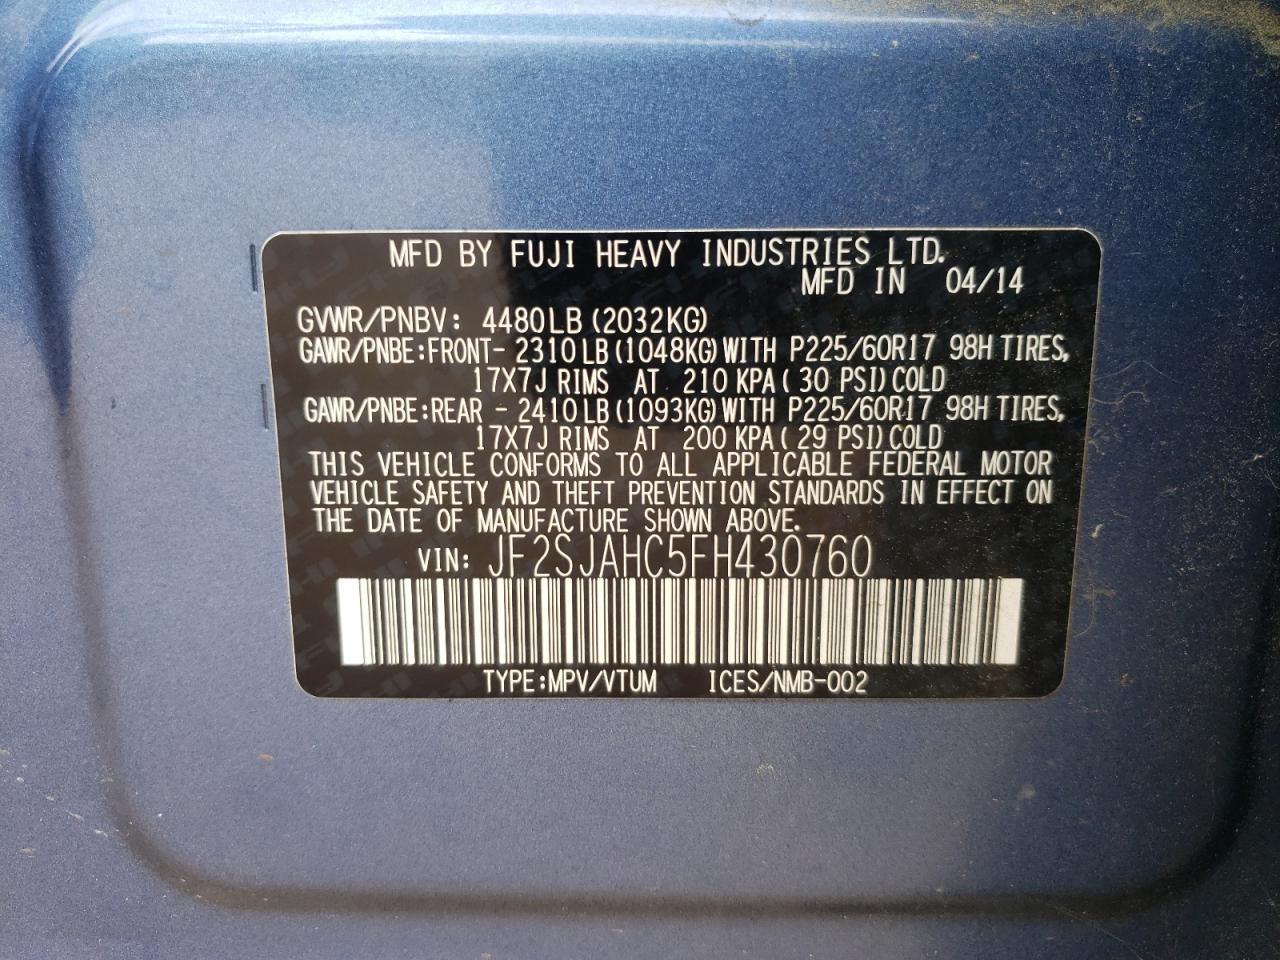 MFD BY FUJI HEAVY INDUSTRIES LTD.
MFD IN 04/14
GVWR/PNBV: 4480LB (2032KG)
GAWR/PNBE:FRONT- 2310 LB (1048KG) WITH P225/60R17 98H TIRES,
17X7J RIMS AT 210 KPA( 30 PSI)COLD
GAWR/PNBE:REAR - 2410 LB (1093KG) WITH P225/60R17 98H TIRES,
17X7J RIMS AT 200 KPA( 29 PSI)COLD
THIS VEHICLE CONFORMS TO ALL APPLICABLE FEDERAL MOTOR
VEHICLE SAFETY AND THEFT PREVENTION STANDARDS IN EFFECT ON
THE DATE OF MANUFACTURE SHOWN ABOVE.
VIN: JF2SJAHC5FH430760
TYPE:MPV/VTUM ICES/NMB-002